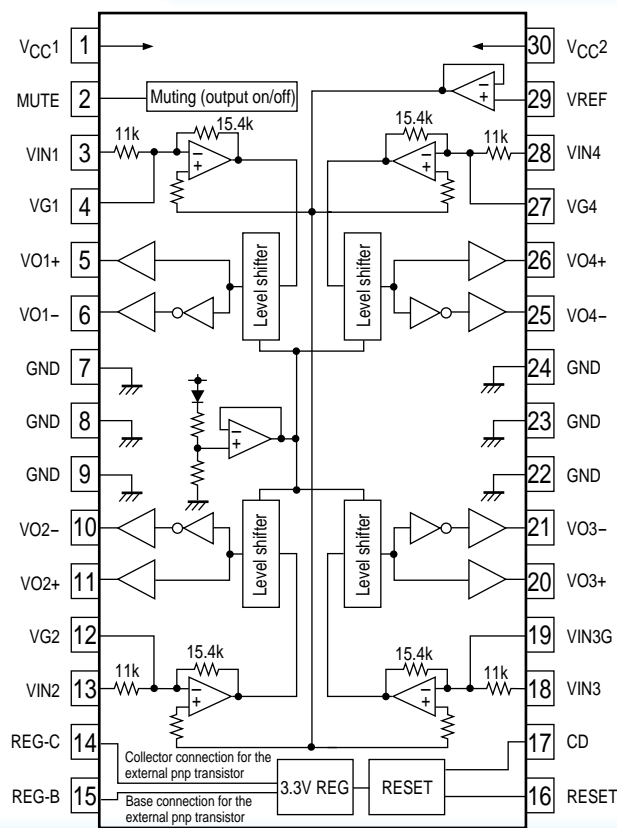 VCC1 1 30 VCC2
MUTE 2 Muting (output on/off) 29 VREF
11k 15.4k 15.4k 11k
VIN1 3 28 VIN4
VG1 4 27 VG4
VO1+ 5 Level shifter Level shifter 26 VO4+
VO1− 6 25 VO4−
GND 7 24 GND
GND 8 23 GND
GND 9 22 GND
VO2− 10 Level shifter Level shifter 21 VO3−
VO2+ 11 20 VO3+
VG2 12 19 VIN3G
11k 15.4k 15.4k 11k
VIN2 13 18 VIN3
REG-C 14 Collector connection for the 17 CD
external pnp transistor
3.3V REG RESET
REG-B 15 Base connection for the 16 RESET
external pnp transistor